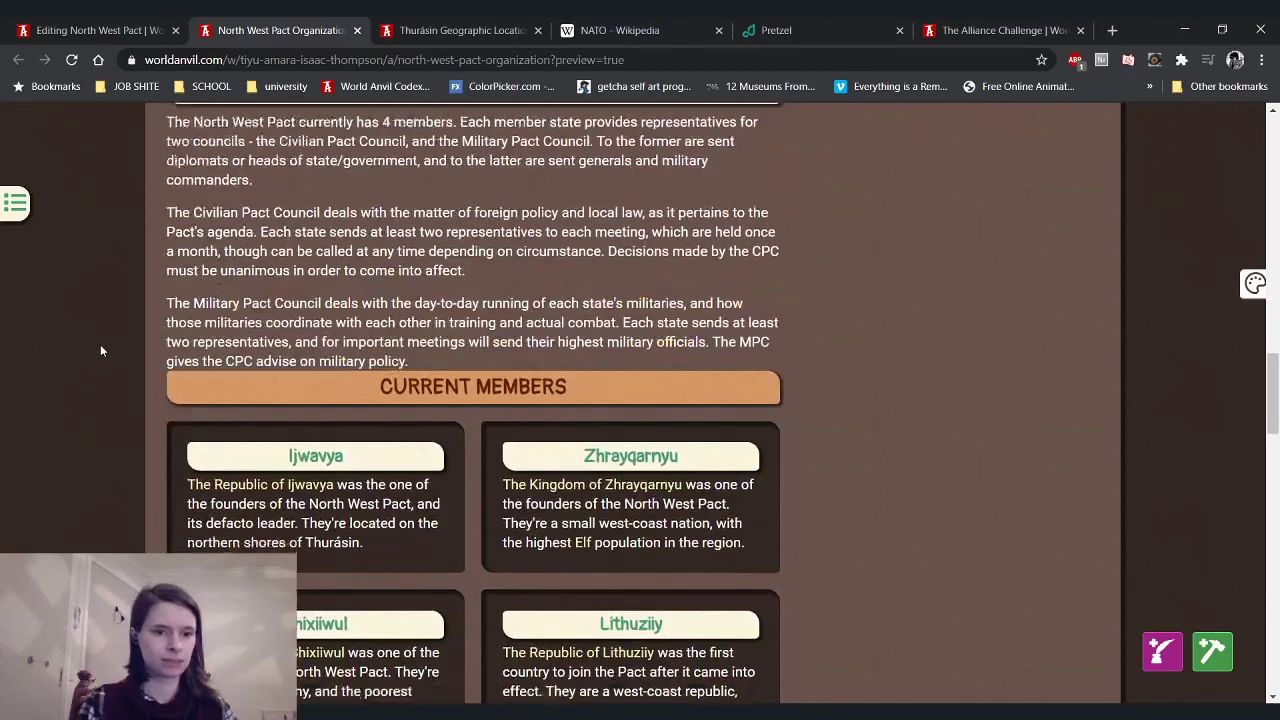 Editing North West Pact | W
North West Pact Organizatio
Thurásin Geographic Locatio
NATO - Wikipedia
Pretzel
The Alliance Challenge | Wo
worldanvil.com/w/tiyu-amara-isaac-thompson/a/north-west-pact-organization?preview=true
Bookmarks
JOB SHITE
SCHOOL
university
World Anvil Codex...
ColorPicker.com -...
getcha self art prog...
12 Museums From...
Everything is a Rem...
Free Online Animat...
»
Other bookmarks
The North West Pact currently has 4 members. Each member state provides representatives for
two councils - the Civilian Pact Council, and the Military Pact Council. To the former are sent
diplomats or heads of state/government, and to the latter are sent generals and military
commanders.
The Civilian Pact Council deals with the matter of foreign policy and local law, as it pertains to the
Pact's agenda. Each state sends at least two representatives to each meeting, which are held once
a month, though can be called at any time depending on circumstance. Decisions made by the CPC
must be unanimous in order to come into affect.
The Military Pact Council deals with the day-to-day running of each state's militaries, and how
those militaries coordinate with each other in training and actual combat. Each state sends at least
two representatives, and for important meetings will send their highest military officials. The MPC
gives the CPC advise on military policy.
CURRENT MEMBERS
Ijwavya
The Republic of Ijwavya was the one of
the founders of the North West Pact, and
its defacto leader. They're located on the
northern shores of Thurásin.
Zhrayqarnyu
The Kingdom of Zhrayqarnyu was one of
the founders of the North West Pact.
They're a small west-coast nation, with
the highest Elf population in the region.
hixiiwul
Shixiiwul was one of the
orth West Pact. They're
ny, and the poorest
Lithuziiy
The Republic of Lithuziiy was the first
country to join the Pact after it came into
effect. They are a west-coast republic,